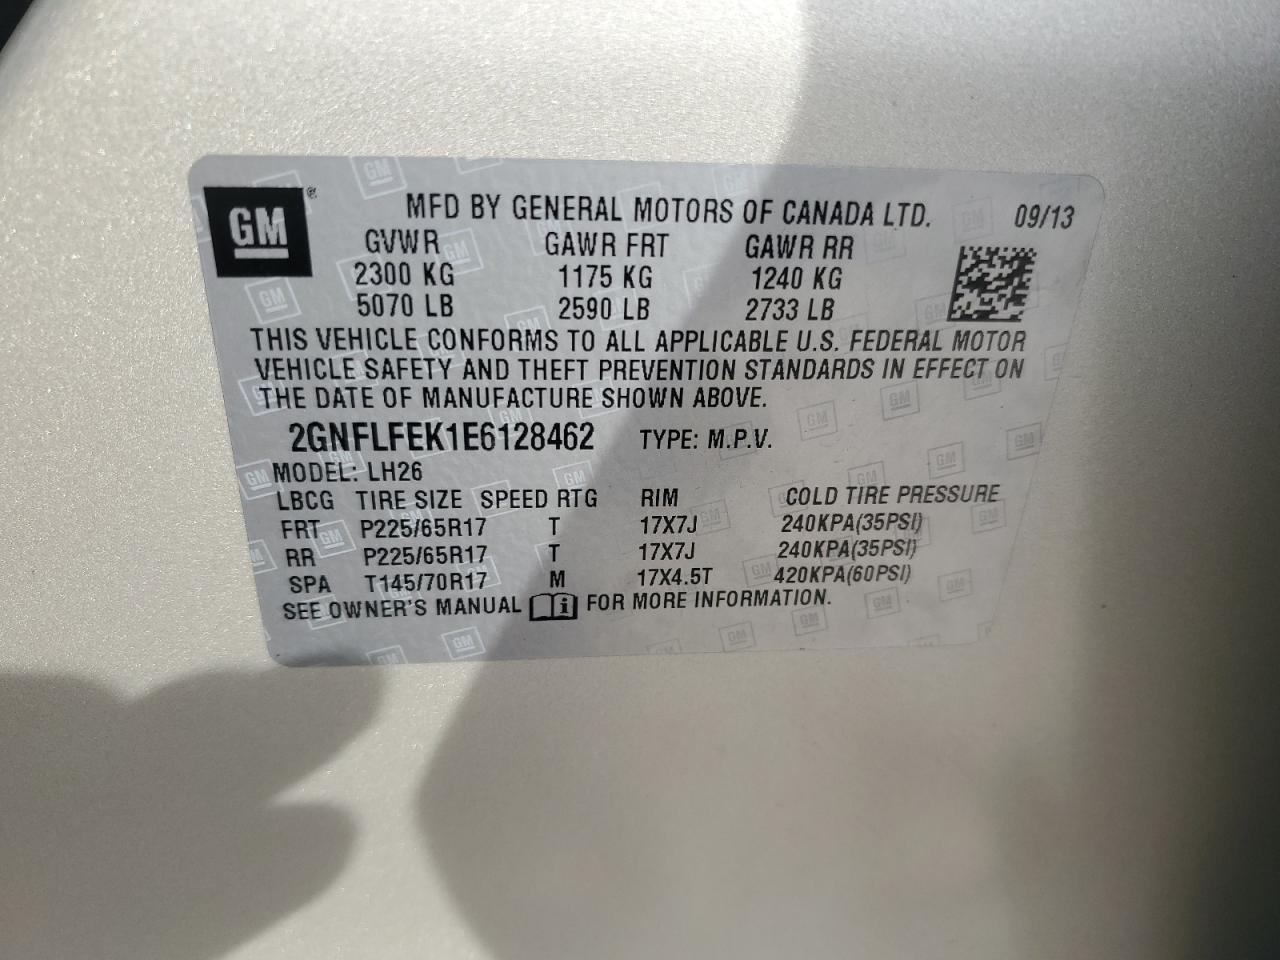 GM ®
MFD BY GENERAL MOTORS OF CANADA LTD. 09/13
GVWR GAWR FRT GAWR RR
2300 KG 1175 KG 1240 KG
5070 LB 2590 LB 2733 LB
THIS VEHICLE CONFORMS TO ALL APPLICABLE U.S. FEDERAL MOTOR
VEHICLE SAFETY AND THEFT PREVENTION STANDARDS IN EFFECT ON
THE DATE OF MANUFACTURE SHOWN ABOVE.
2GNFLFEK1E6128462 TYPE: M.P.V.
MODEL: LH26
LBCG TIRE SIZE SPEED RTG RIM COLD TIRE PRESSURE
FRT P225/65R17 T 17X7J 240KPA(35PSI)
RR P225/65R17 T 17X7J 240KPA(35PSI)
SPA T145/70R17 M 17X4.5T 420KPA(60PSI)
SEE OWNER'S MANUAL i FOR MORE INFORMATION.